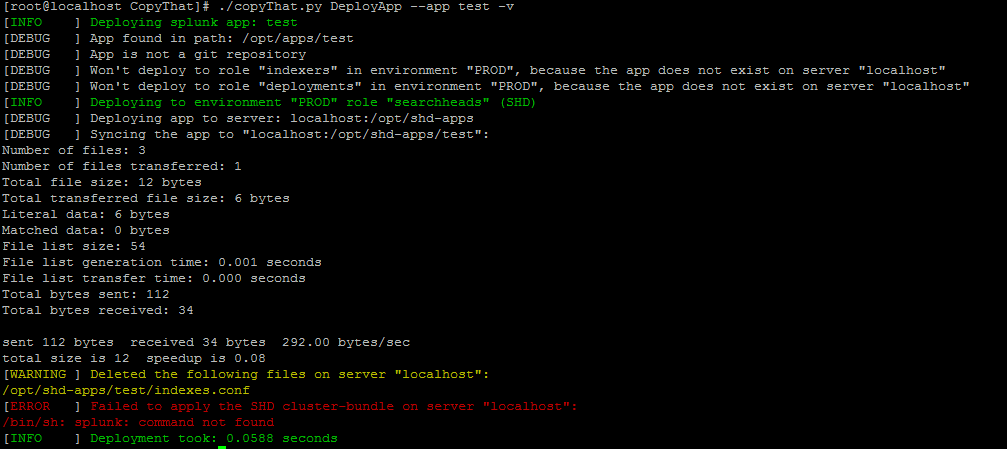 [root@localhost CopyThat]# ./copyThat.py DeployApp --app test -v
[INFO    ] Deploying splunk app: test
[DEBUG   ] App found in path: /opt/apps/test
[DEBUG   ] App is not a git repository
[DEBUG   ] Won't deploy to role "indexers" in environment "PROD", because the app does not exist on server "localhost"
[DEBUG   ] Won't deploy to role "deployments" in environment "PROD", because the app does not exist on server "localhost"
[INFO    ] Deploying to environment "PROD" role "searchheads" (SHD)
[DEBUG   ] Deploying app to server: localhost:/opt/shd-apps
[DEBUG   ] Syncing the app to "localhost:/opt/shd-apps/test":
Number of files: 3
Number of files transferred: 1
Total file size: 12 bytes
Total transferred file size: 6 bytes
Literal data: 6 bytes
Matched data: 0 bytes
File list size: 54
File list generation time: 0.001 seconds
File list transfer time: 0.000 seconds
Total bytes sent: 112
Total bytes received: 34
sent 112 bytes  received 34 bytes  292.00 bytes/sec
total size is 12  speedup is 0.08
[WARNING ] Deleted the following files on server "localhost":
/opt/shd-apps/test/indexes.conf
[ERROR   ] Failed to apply the SHD cluster-bundle on server "localhost":
/bin/sh: splunk: command not found
[INFO    ] Deployment took: 0.0588 seconds